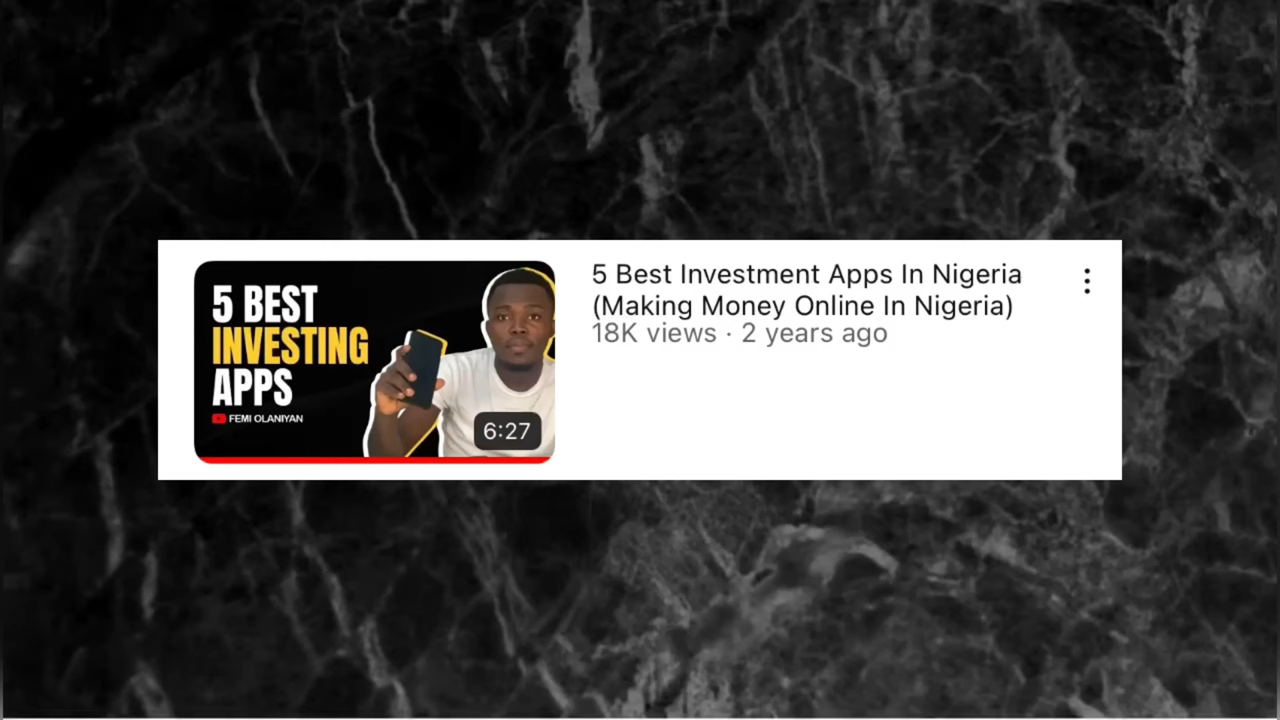 5 BEST
INVESTING
APPS
FEMI OLANIYAN
6:27
5 Best Investment Apps In Nigeria
(Making Money Online In Nigeria)
18K views · 2 years ago